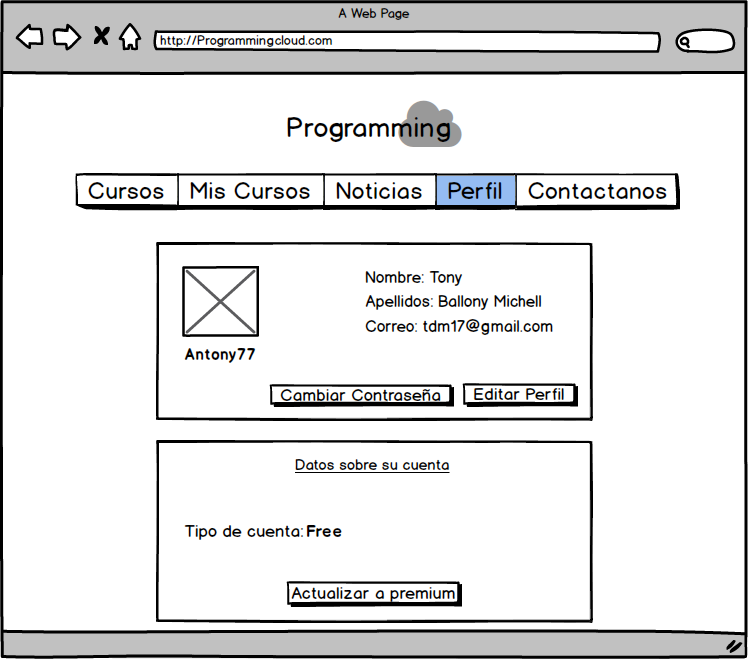 A Web Page
http://Programmingcloud.com
Programming
Cursos Mis Cursos Noticias Perfil Contactanos
Nombre: Tony
Apellidos: Ballony Michell
Correo: tdm17@gmail.com
Antony77
Cambiar Contraseña Editar Perfil
Datos sobre su cuenta
Tipo de cuenta: Free
Actualizar a premium